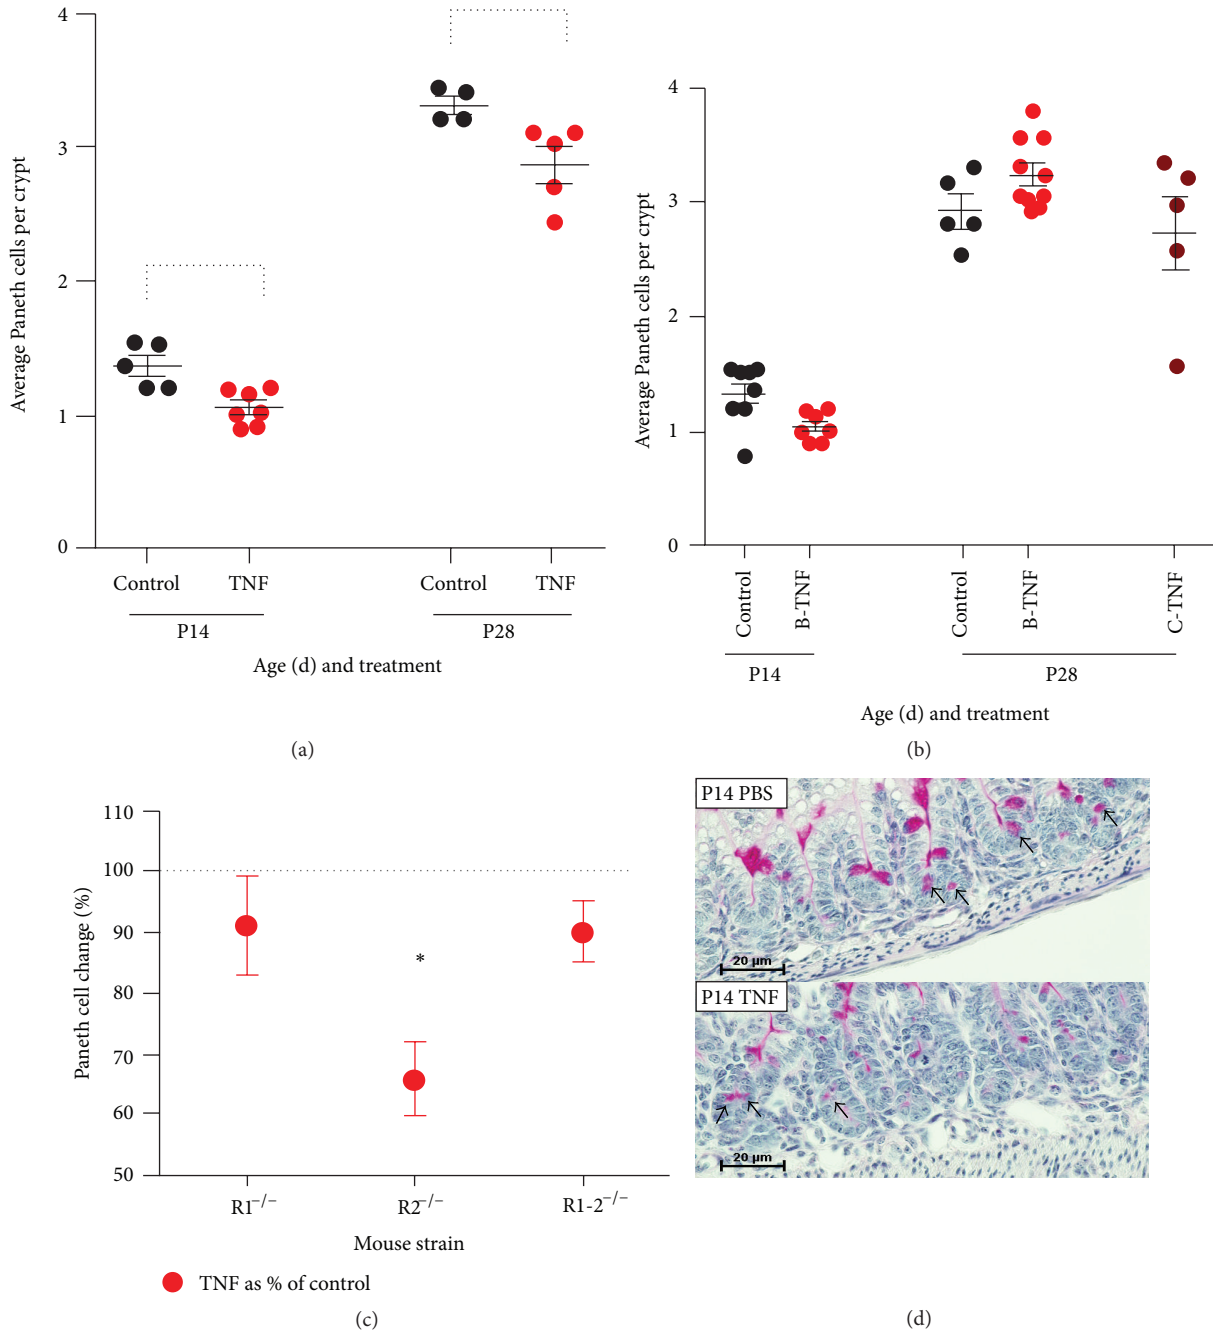 4
3
2
1
0
Average Paneth cells per crypt
Control
TNF
Control
TNF
P14
P28
Age (d) and treatment
(a)
4
3
2
1
0
Average Paneth cells per crypt
Control
B-TNF
Control
B-TNF
C-TNF
P14
P28
Age (d) and treatment
(b)
110
100
90
80
70
60
50
Paneth cell change (%)
*
R1−/−
R2−/−
R1-2−/−
Mouse strain
TNF as % of control
(c)
P14 PBS
20 µm
P14 TNF
20 µm
(d)